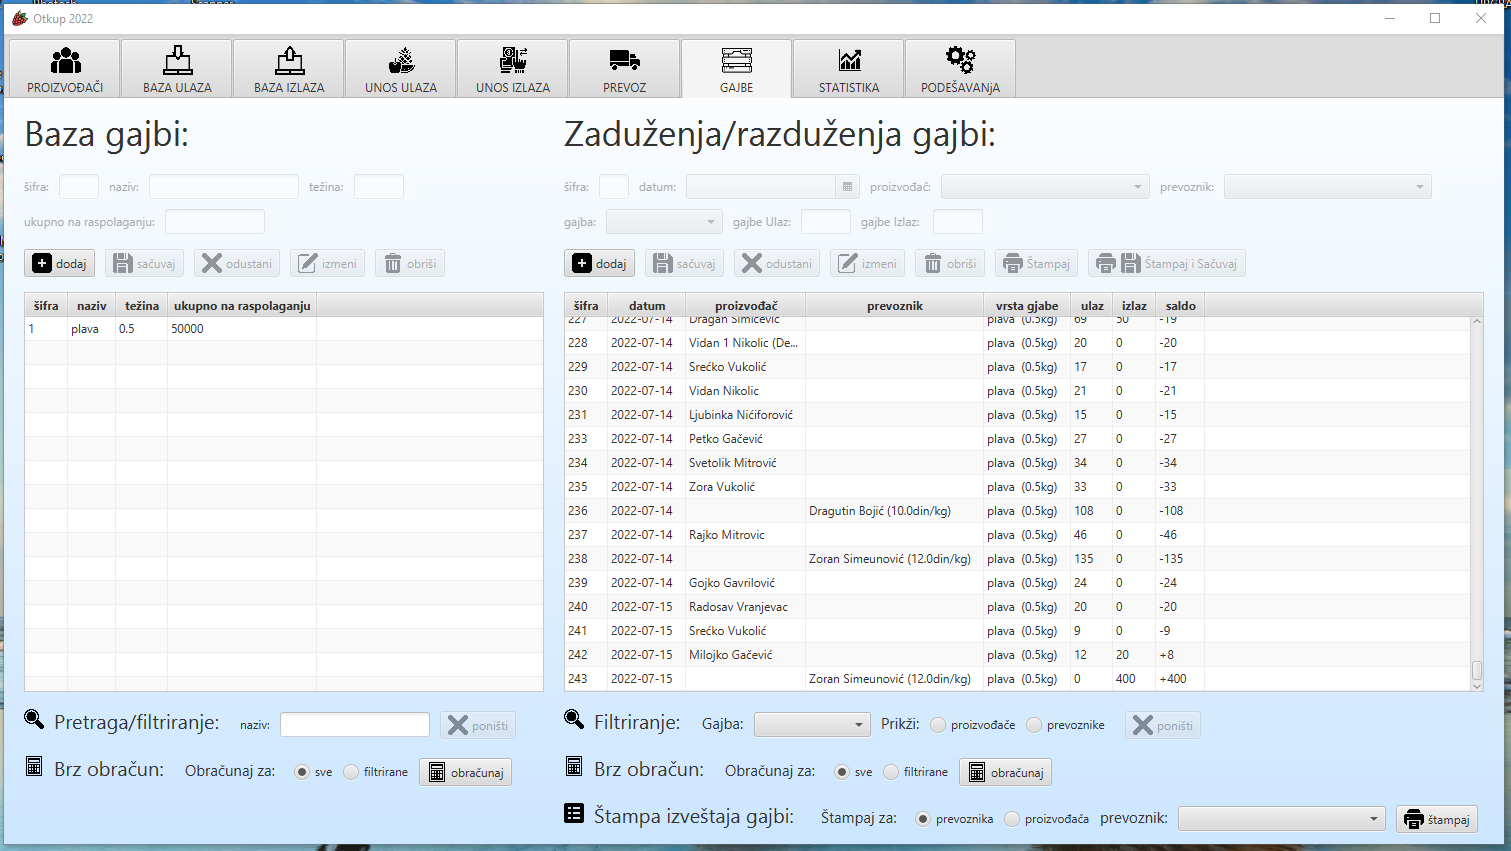 Otkup 2022
PROIZVOĐAČI
BAZA ULAZA
BAZA IZLAZA
UNOS ULAZA
UNOS IZLAZA
PREVOZ
GAJBE
STATISTIKA
PODEŠAVANjA
Baza gajbi:
šifra: naziv: težina:
ukupno na raspolaganju:
dodaj sačuvaj odustani izmeni obriši
šifra naziv težina ukupno na raspolaganju
1 plava 0.5 50000
Pretraga/filtriranje: naziv: poništi
Brz obračun: Obračunaj za: sve filtrirane obračunaj
Zaduženja/razduženja gajbi:
šifra: datum: proizvođač: prevoznik:
gajba: gajbe Ulaz: gajbe Izlaz:
dodaj sačuvaj odustani izmeni obriši Štampaj Štampaj i Sačuvaj
šifra datum proizvođač prevoznik vrsta gjabe ulaz izlaz saldo
227 2022-07-14 Dragan Simićević plava (0.5kg) 69 50 -19
228 2022-07-14 Vidan 1 Nikolic (De... plava (0.5kg) 20 0 -20
229 2022-07-14 Srećko Vukolić plava (0.5kg) 17 0 -17
230 2022-07-14 Vidan Nikolic plava (0.5kg) 21 0 -21
231 2022-07-14 Ljubinka Nićiforović plava (0.5kg) 15 0 -15
233 2022-07-14 Petko Gačević plava (0.5kg) 27 0 -27
234 2022-07-14 Svetolik Mitrović plava (0.5kg) 34 0 -34
235 2022-07-14 Zora Vukolić plava (0.5kg) 33 0 -33
236 2022-07-14 Dragutin Bojić (10.0din/kg) plava (0.5kg) 108 0 -108
237 2022-07-14 Rajko Mitrovic plava (0.5kg) 46 0 -46
238 2022-07-14 Zoran Simeunović (12.0din/kg) plava (0.5kg) 135 0 -135
239 2022-07-14 Gojko Gavrilović plava (0.5kg) 24 0 -24
240 2022-07-15 Radosav Vranjevac plava (0.5kg) 20 0 -20
241 2022-07-15 Srećko Vukolić plava (0.5kg) 9 0 -9
242 2022-07-15 Milojko Gačević plava (0.5kg) 12 20 +8
243 2022-07-15 Zoran Simeunović (12.0din/kg) plava (0.5kg) 0 400 +400
Filtriranje: Gajba: Prikži: proizvođače prevoznike poništi
Brz obračun: Obračunaj za: sve filtrirane obračunaj
Štampa izveštaja gajbi: Štampaj za: prevoznika proizvođača prevoznik: štampaj